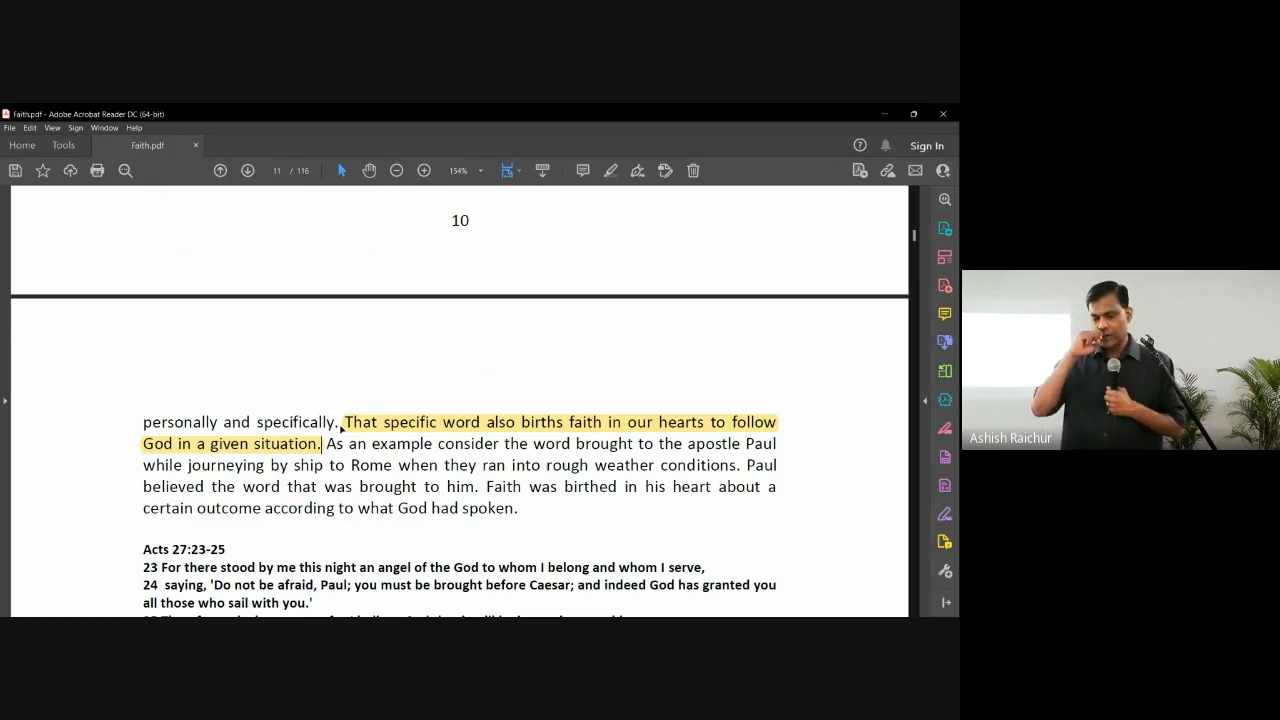 Faith.pdf - Adobe Acrobat Reader DC (64-bit)
File Edit View Sign Window Help
Home Tools Faith.pdf × Sign In
11 / 116 154%
10
personally and specifically. That specific word also births faith in our hearts to follow
God in a given situation. As an example consider the word brought to the apostle Paul
while journeying by ship to Rome when they ran into rough weather conditions. Paul
believed the word that was brought to him. Faith was birthed in his heart about a
certain outcome according to what God had spoken.
Acts 27:23-25
23 For there stood by me this night an angel of the God to whom I belong and whom I serve,
24 saying, 'Do not be afraid, Paul; you must be brought before Caesar; and indeed God has granted you
all those who sail with you.'
Ashish Raichur